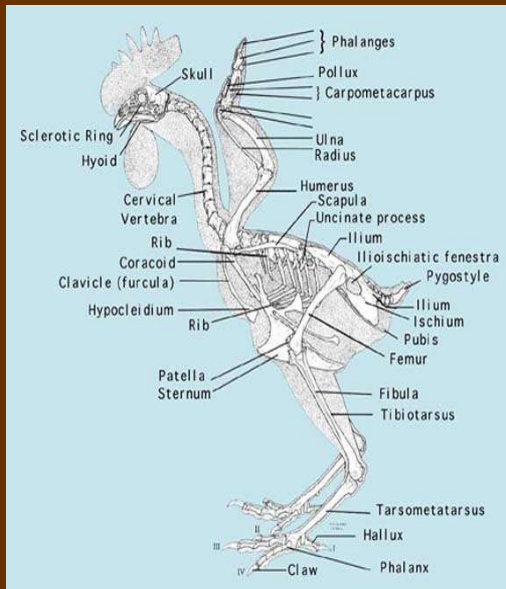 } Phalanges
Skull
Pollux
} Carpometacarpus
Sclerotic Ring
Hyoid
Ulna
Radius
Humerus
Cervical
Vertebra
Scapula
Uncinate process
Rib
Ilium
Coracoid
Ilioischiatic fenestra
Clavicle (furcula)
Pygostyle
Hypocleidium
Ilium
Rib
Ischium
Pubis
Femur
Patella
Sternum
Fibula
Tibiotarsus
Tarsometatarsus
II
Hallux
III
I
Phalanx
IV
Claw